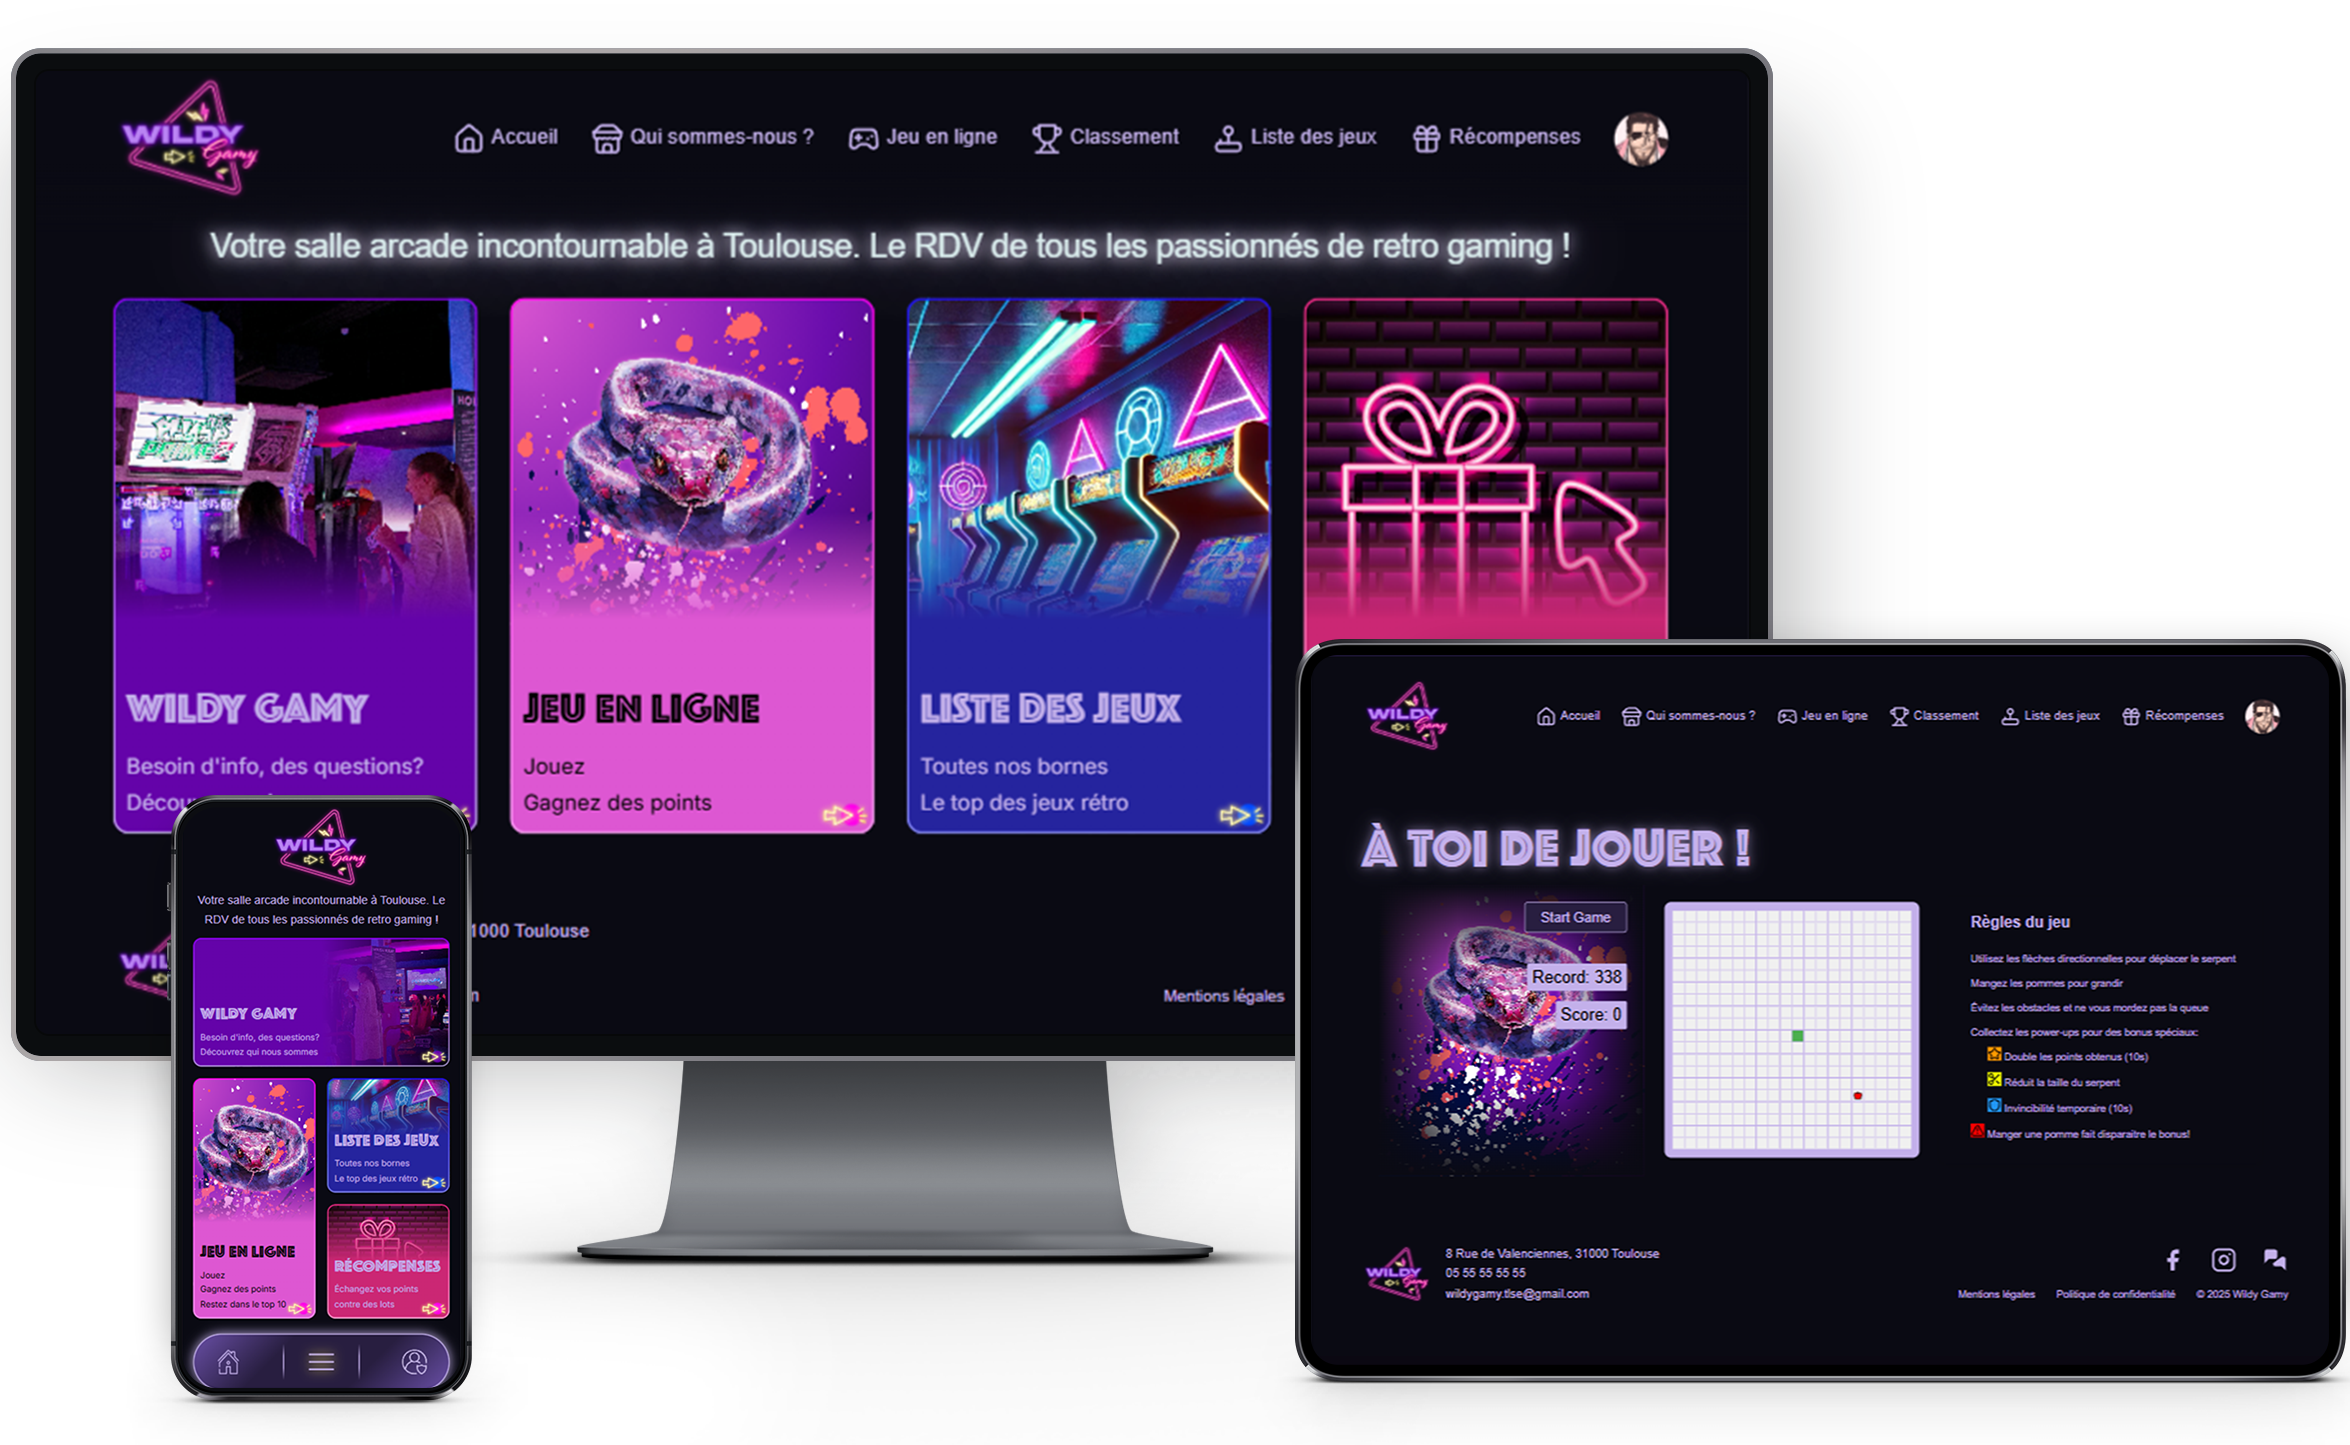 WILDY
Gamy
Accueil
Qui sommes-nous ?
Jeu en ligne
Classement
Liste des jeux
Récompenses
Votre salle arcade incontournable à Toulouse. Le RDV de tous les passionnés de retro gaming !
WILDY GAMY
Besoin d'info, des questions?
JEU EN LIGNE
Jouez
Gagnez des points
LISTE DES JEUX
Toutes nos bornes
Le top des jeux rétro
1000 Toulouse
Mentions légales
WILDY
Gamy
Votre salle arcade incontournable à Toulouse. Le
RDV de tous les passionnés de retro gaming !
WILDY GAMY
Besoin d'info, des questions?
Découvrez qui nous sommes
JEU EN LIGNE
Jouez
Gagnez des points
Restez dans le top 10
LISTE DES JEUX
Toutes nos bornes
Le top des jeux rétro
RÉCOMPENSES
Échangez vos points
contre des lots
WILDY
Gamy
Accueil
Qui sommes-nous ?
Jeu en ligne
Classement
Liste des jeux
Récompenses
À TOI DE JOUER !
Start Game
Record: 338
Score: 0
Règles du jeu
Utilisez les flèches directionnelles pour déplacer le serpent
Mangez les pommes pour grandir
Évitez les obstacles et ne vous mordez pas la queue
Collectez les power-ups pour des bonus spéciaux:
Double les points obtenus (10s)
Réduit la taille du serpent
Invincibilité temporaire (10s)
Manger une pomme fait disparaitre le bonus!
WILDY
Gamy
8 Rue de Valenciennes, 31000 Toulouse
05 55 55 55 55
wildygamy.tlse@gmail.com
Mentions légales
Politique de confidentialité
© 2025 Wildy Gamy